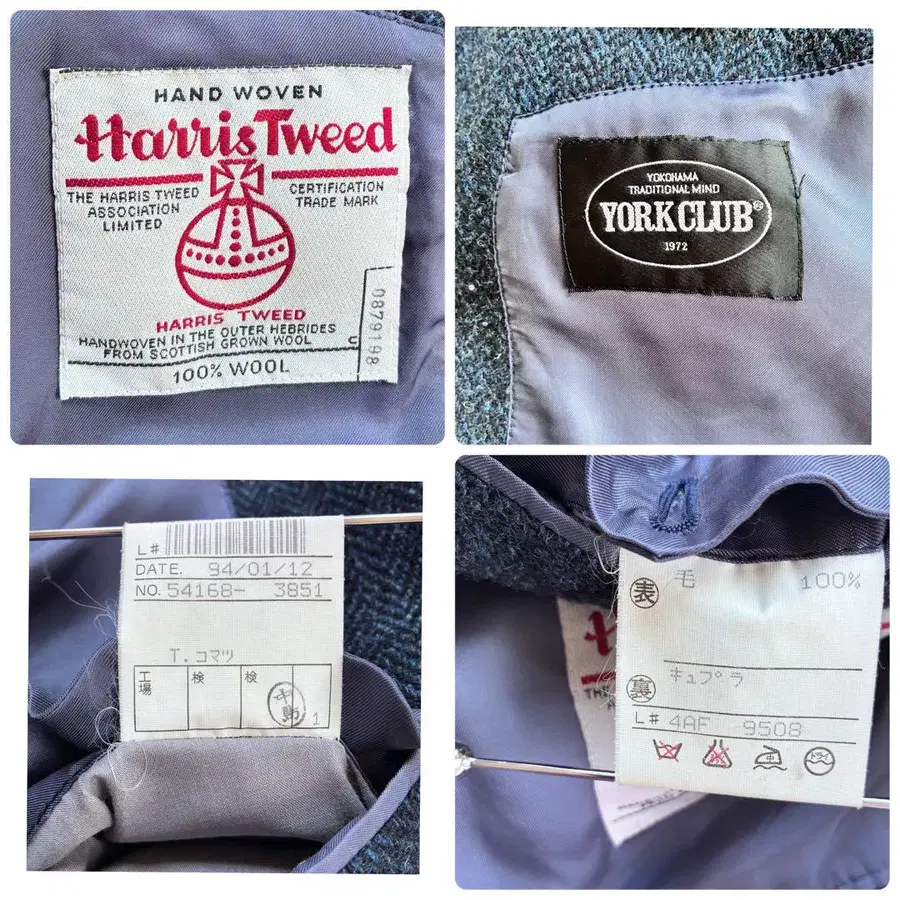 HAND WOVEN
Harris Tweed
THE HARRIS TWEED
ASSOCIATION
LIMITED
CERTIFICATION
TRADE MARK
HARRIS TWEED
HANDWOVEN IN THE OUTER HEBRIDES
FROM SCOTTISH GROWN WOOL
100% WOOL
0879198
YOKOHAMA
TRADITIONAL MIND
YORK CLUB®
1972
L#
DATE. 94/01/12
NO. 54168- 3851
T.コマツ
工場 検 検
1
表 毛 100%
裏 キュプラ
L# 4AF 9508